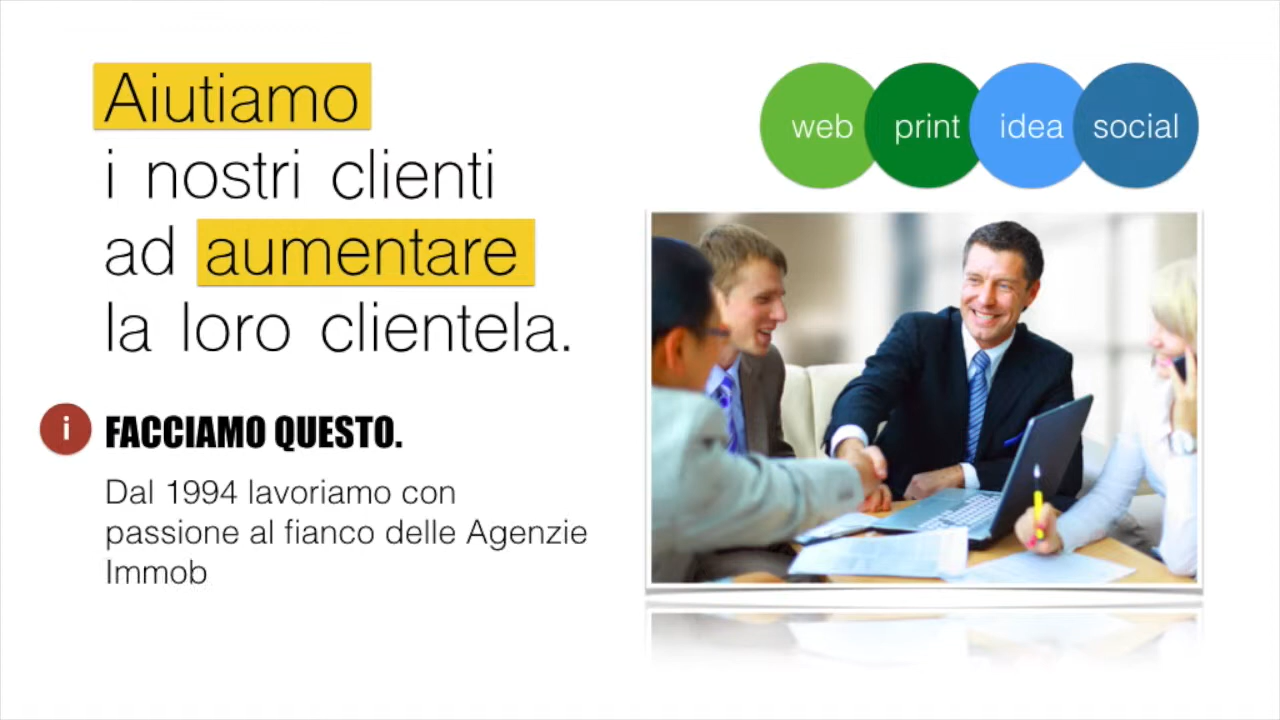 Aiutiamo
i nostri clienti
ad aumentare
la loro clientela.
web print idea social
i FACCIAMO QUESTO.
Dal 1994 lavoriamo con
passione al fianco delle Agenzie
Immob